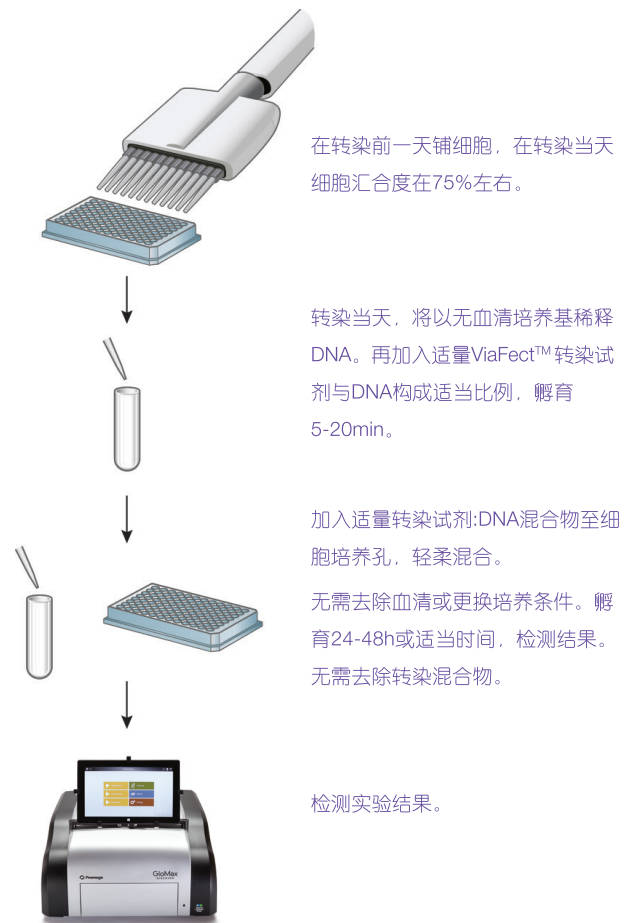 在转染前一天铺细胞，在转染当天
细胞汇合度在75%左右。
转染当天，将以无血清培养基稀释
DNA。再加入适量ViaFect™转染试
剂与DNA构成适当比例，孵育
5-20min。
加入适量转染试剂:DNA混合物至细
胞培养孔，轻柔混合。
无需去除血清或更换培养条件。孵
育24-48h或适当时间，检测结果。
无需去除转染混合物。
检测实验结果。
Promega
GloMax
DISCOVER